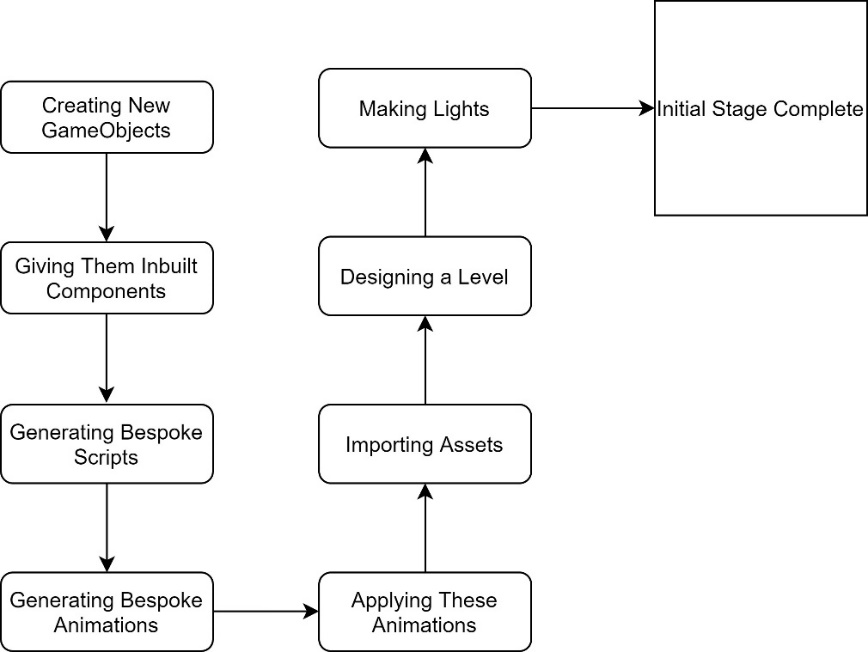 Creating New
GameObjects
Giving Them Inbuilt
Components
Generating Bespoke
Scripts
Generating Bespoke
Animations
Applying These
Animations
Importing Assets
Designing a Level
Making Lights
Initial Stage Complete